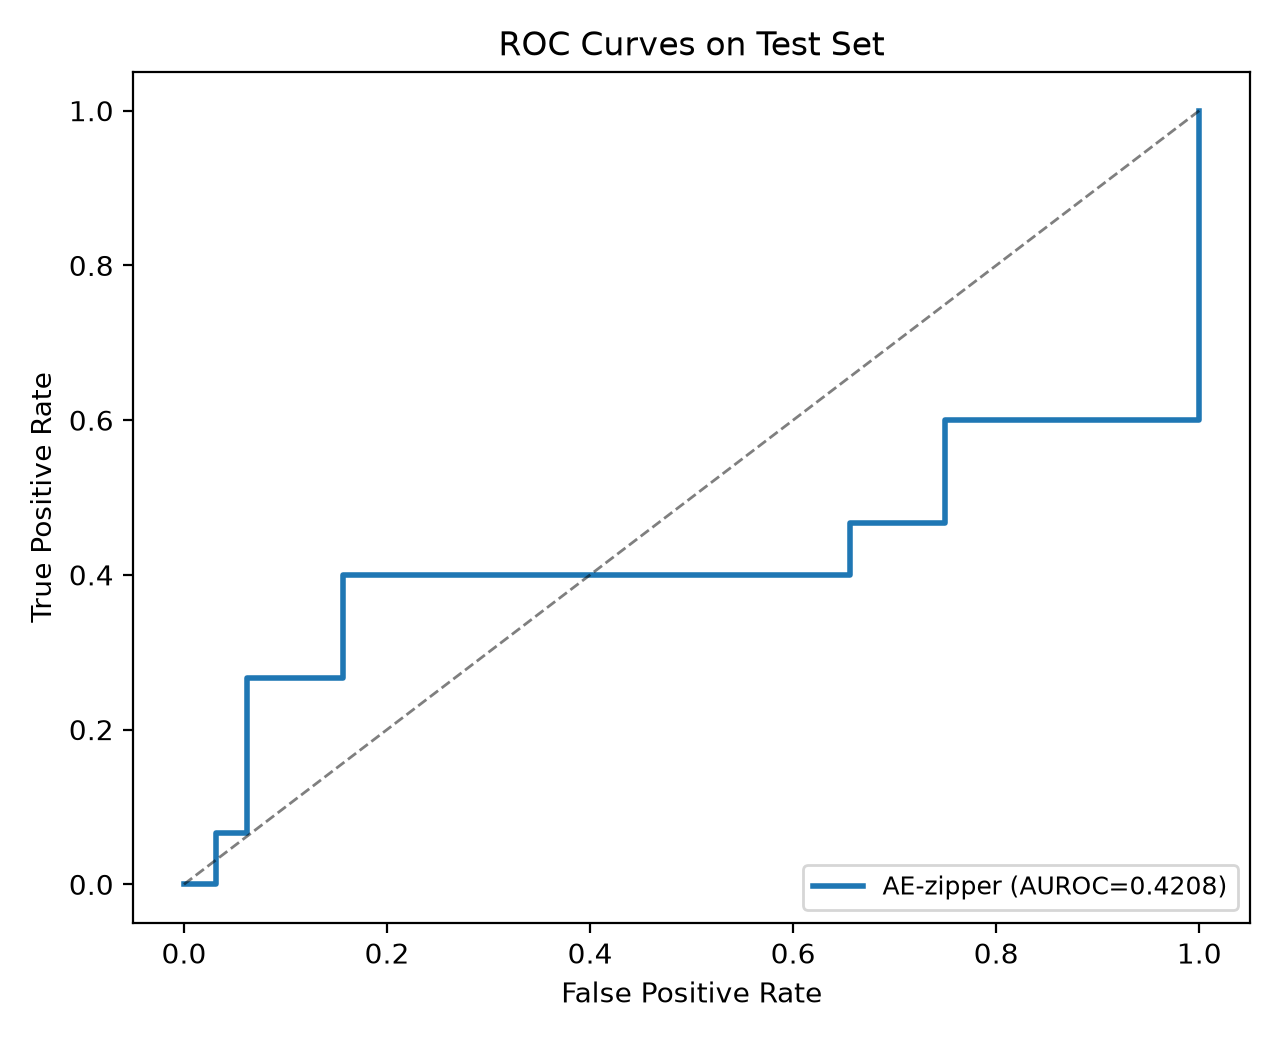 ROC Curves on Test Set
True Positive Rate
1.0
0.8
0.6
0.4
0.2
0.0
AE-zipper (AUROC=0.4208)
0.0 0.2 0.4 0.6 0.8 1.0
False Positive Rate